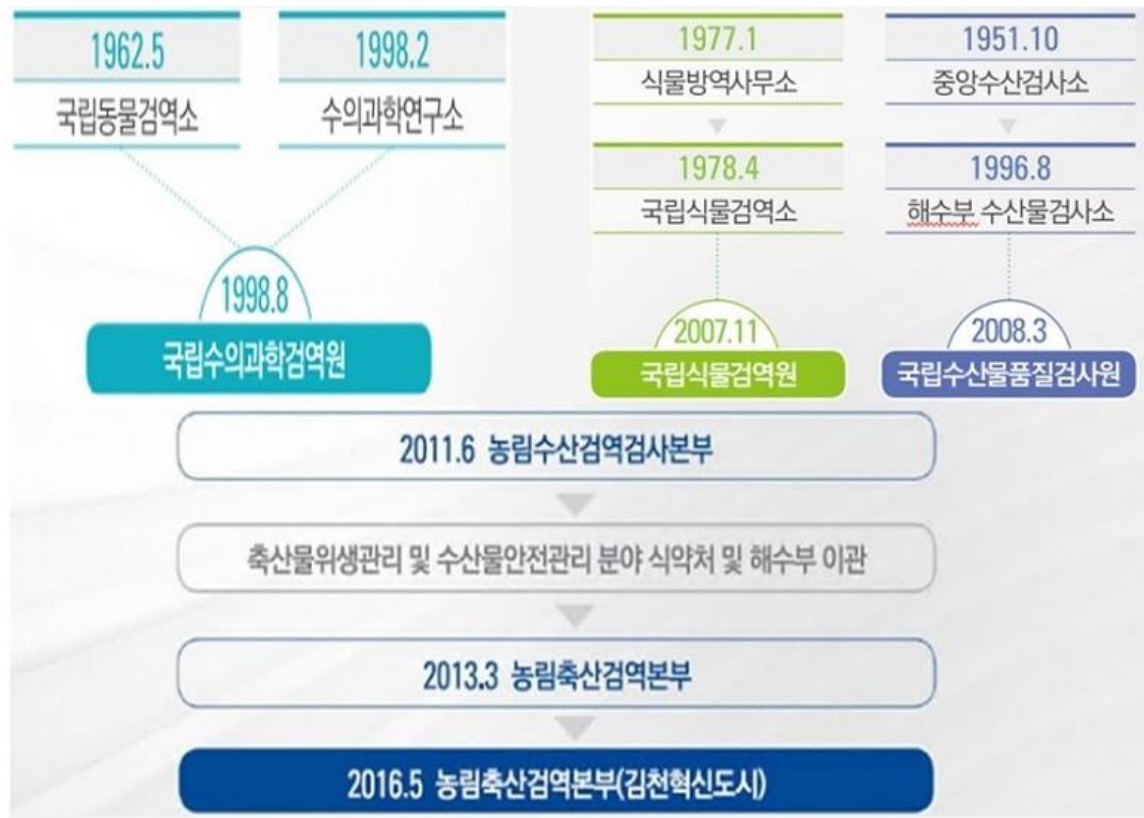 1962.5
국립동물검역소
1998.2
수의과학연구소
1998.8
국립수의과학검역원
1977.1
식물방역사무소
1978.4
국립식물검역소
2007.11
국립식물검역원
1951.10
중앙수산검사소
1996.8
해수부 수산물검사소
2008.3
국립수산물품질검사원
2011.6 농림수산검역검사본부
축산물위생관리 및 수산물안전관리 분야 식약처 및 해수부 이관
2013.3 농림축산검역본부
2016.5 농림축산검역본부(김천혁신도시)